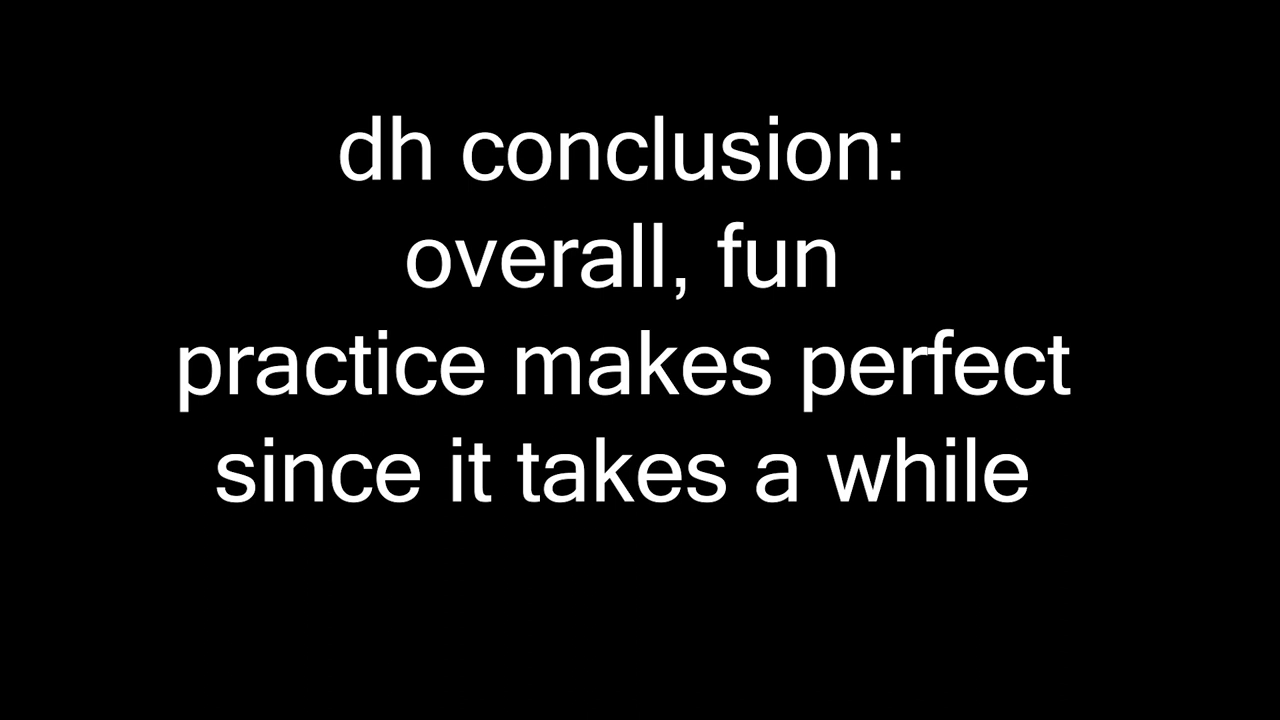 dh conclusion:
overall, fun
practice makes perfect
since it takes a while